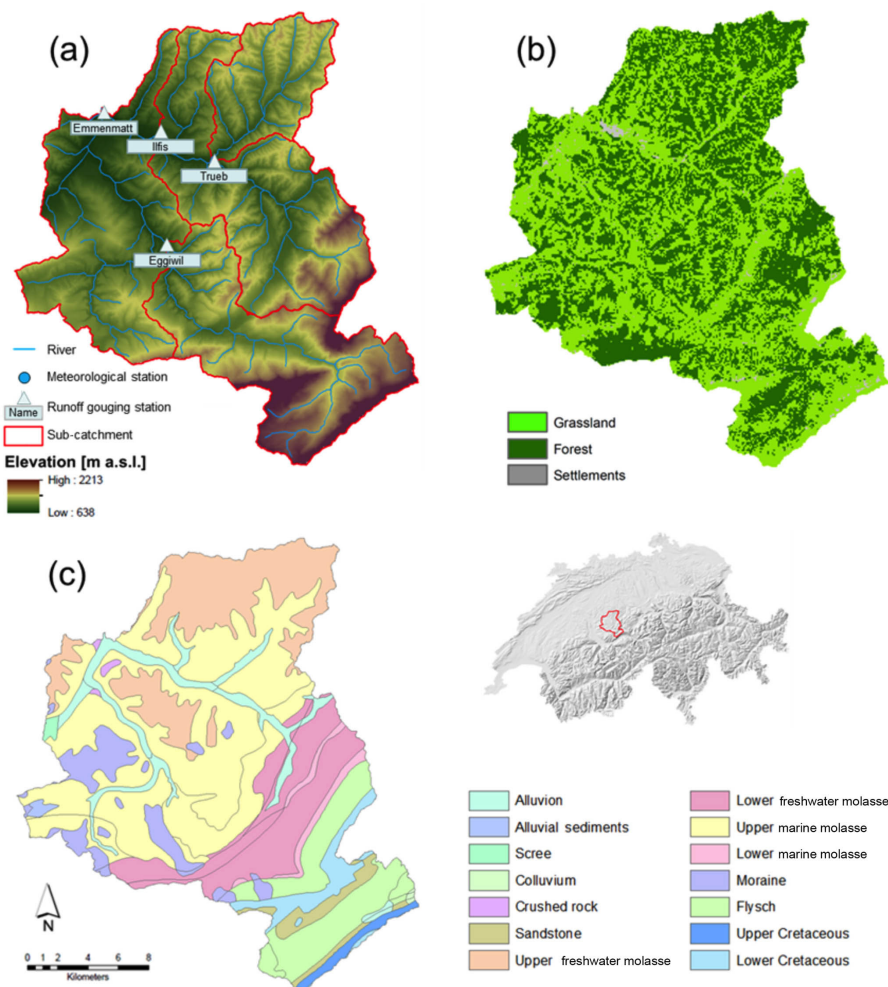 (a)
Emmenmatt
Ilfis
Trueb
Eggiwil
River
Meteorological station
Name
Runoff gouging station
Sub-catchment
Elevation [m a.s.l.]
High : 2213
Low : 638
(b)
Grassland
Forest
Settlements
(c)
N
0 1 2 4 6 8
Kilometers
Alluvion
Alluvial sediments
Scree
Colluvium
Crushed rock
Sandstone
Upper freshwater molasse
Lower freshwater molasse
Upper marine molasse
Lower marine molasse
Moraine
Flysch
Upper Cretaceous
Lower Cretaceous